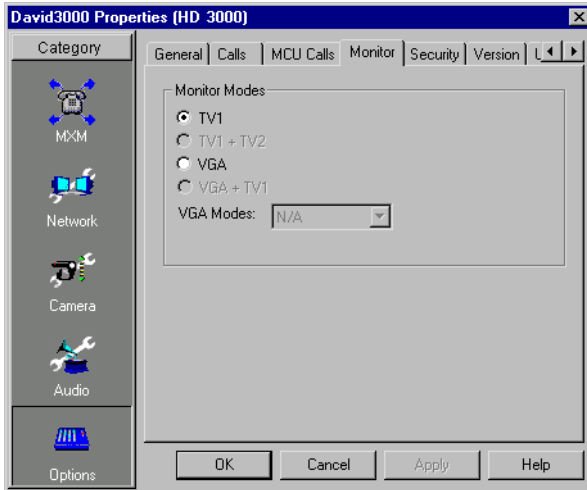 David3000 Properties (HD 3000)
Category
General Calls MCU Calls Monitor Security Version
MXM
Network
Camera
Audio
Options
Monitor Modes
TV1
TV1 + TV2
VGA
VGA + TV1
VGA Modes: N/A
OK Cancel Apply Help